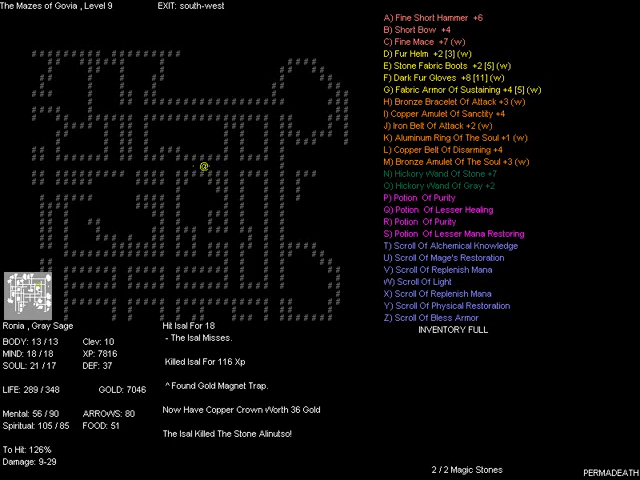 The Mazes of Govia , Level 9
EXIT: south-west
A) Fine Short Hammer +6
B) Short Bow +4
C) Fine Mace +7 (w)
D) Fur Helm +2 [3] (w)
E) Stone Fabric Boots +2 [5] (w)
F) Dark Fur Gloves +8 [11] (w)
G) Fabric Armor Of Sustaining +4 [5] (w)
H) Bronze Bracelet Of Attack +3 (w)
I) Copper Amulet Of Sanctity +4
J) Iron Belt Of Attack +2 (w)
K) Aluminum Ring Of The Soul +1 (w)
L) Copper Belt Of Disarming +4
M) Bronze Amulet Of The Soul +3 (w)
N) Hickory Wand Of Stone +7
O) Hickory Wand Of Gray +2
P) Potion Of Purity
Q) Potion Of Lesser Healing
R) Potion Of Purity
S) Potion Of Lesser Mana Restoring
T) Scroll Of Alchemical Knowledge
U) Scroll Of Mage's Restoration
V) Scroll Of Replenish Mana
W) Scroll Of Light
X) Scroll Of Replenish Mana
Y) Scroll Of Physical Restoration
Z) Scroll Of Bless Armor
INVENTORY FULL
@
Ronia , Gray Sage
BODY: 13 / 13 Clev: 10
MIND: 18 / 18 XP: 7816
SOUL: 21 / 17 DEF: 37
LIFE: 289 / 348 GOLD: 7046
Mental: 56 / 90 ARROWS: 80
Spiritual: 105 / 85 FOOD: 51
To Hit: 126%
Damage: 9-29
Hit Isal For 18
- The Isal Misses.
Killed Isal For 116 Xp
^ Found Gold Magnet Trap.
Now Have Copper Crown Worth 36 Gold
The Isal Killed The Stone Alinutso!
2 / 2 Magic Stones
PERMADEATH